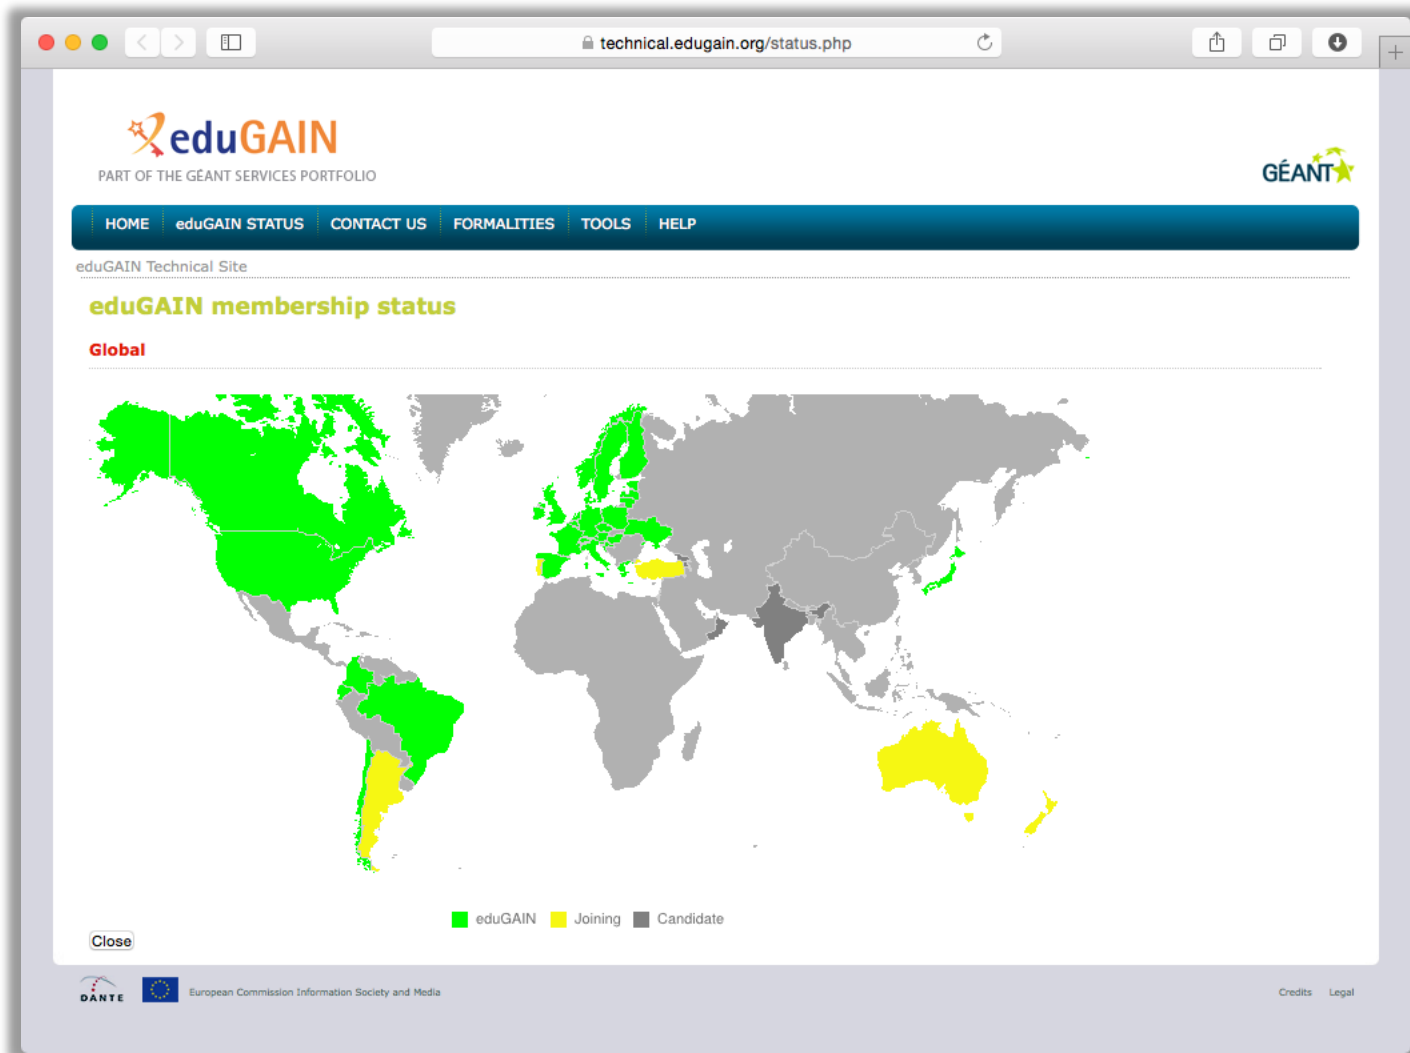 technical.edugain.org/status.php
eduGAIN
PART OF THE GÉANT SERVICES PORTFOLIO
GÉANT
HOME eduGAIN STATUS CONTACT US FORMALITIES TOOLS HELP
eduGAIN Technical Site
eduGAIN membership status
Global
eduGAIN Joining Candidate
Close
DANTE European Commission Information Society and Media Credits Legal